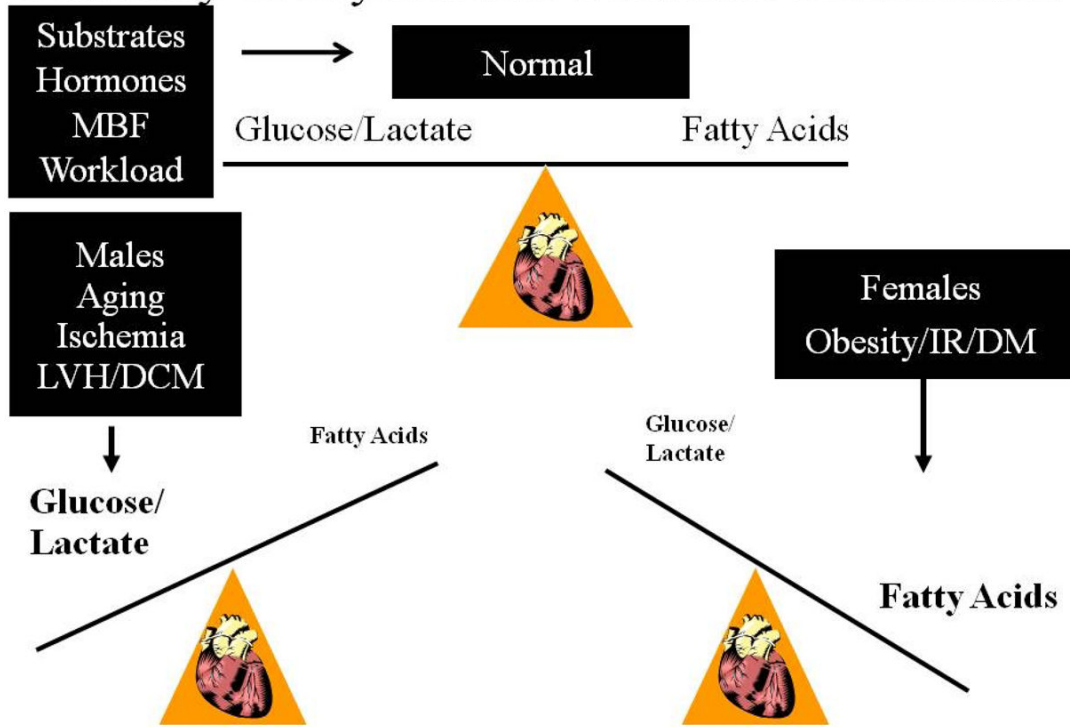 Substrates
Hormones
MBF
Workload
Normal
Glucose/Lactate
Fatty Acids
Males
Aging
Ischemia
LVH/DCM
Females
Obesity/IR/DM
Fatty Acids
Glucose/
Lactate
Glucose/
Lactate
Fatty Acids